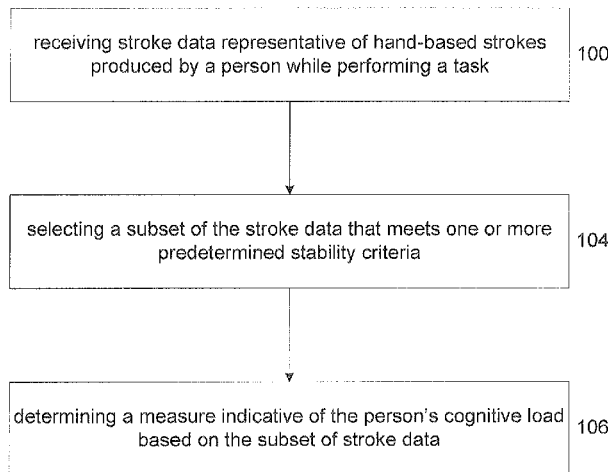 receiving stroke data representative of hand-based strokes
produced by a person while performing a task
100
selecting a subset of the stroke data that meets one or more
predetermined stability criteria
104
determining a measure indicative of the person's cognitive load
based on the subset of stroke data
106